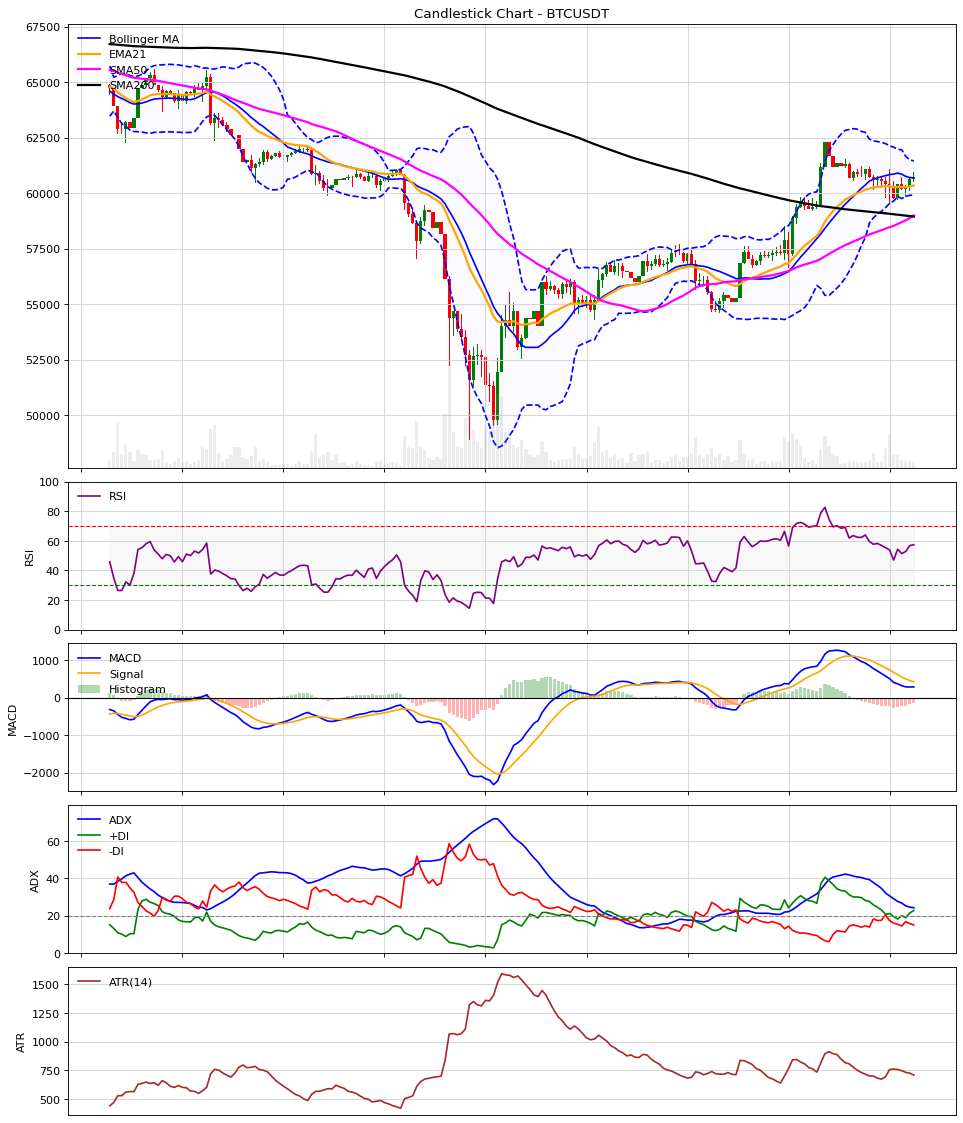 Candlestick Chart - BTCUSDT
67500
65000
62500
60000
57500
55000
52500
50000
Bollinger MA
EMA21
SMA50
SMA200
100
80
60
40
20
0
RSI
RSI
1000
0
−1000
−2000
MACD
MACD
Signal
Histogram
60
40
20
0
ADX
ADX
+DI
-DI
1500
1250
1000
750
500
ATR
ATR(14)